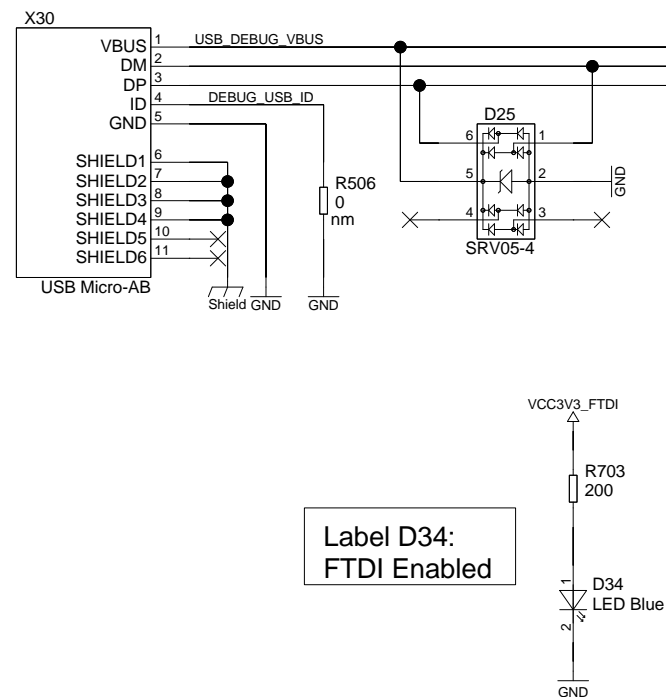 X30
VBUS 1 USB_DEBUG_VBUS
DM 2
DP 3
ID 4 DEBUG_USB_ID
GND 5
SHIELD1 6
SHIELD2 7
SHIELD3 8
SHIELD4 9
SHIELD5 10
SHIELD6 11
USB Micro-AB
Shield
GND
R506
0
nm
GND
D25
6 1
5 2
GND
4 3
SRV05-4
VCC3V3_FTDI
R703
200
Label D34:
FTDI Enabled
1
D34
LED Blue
2
GND